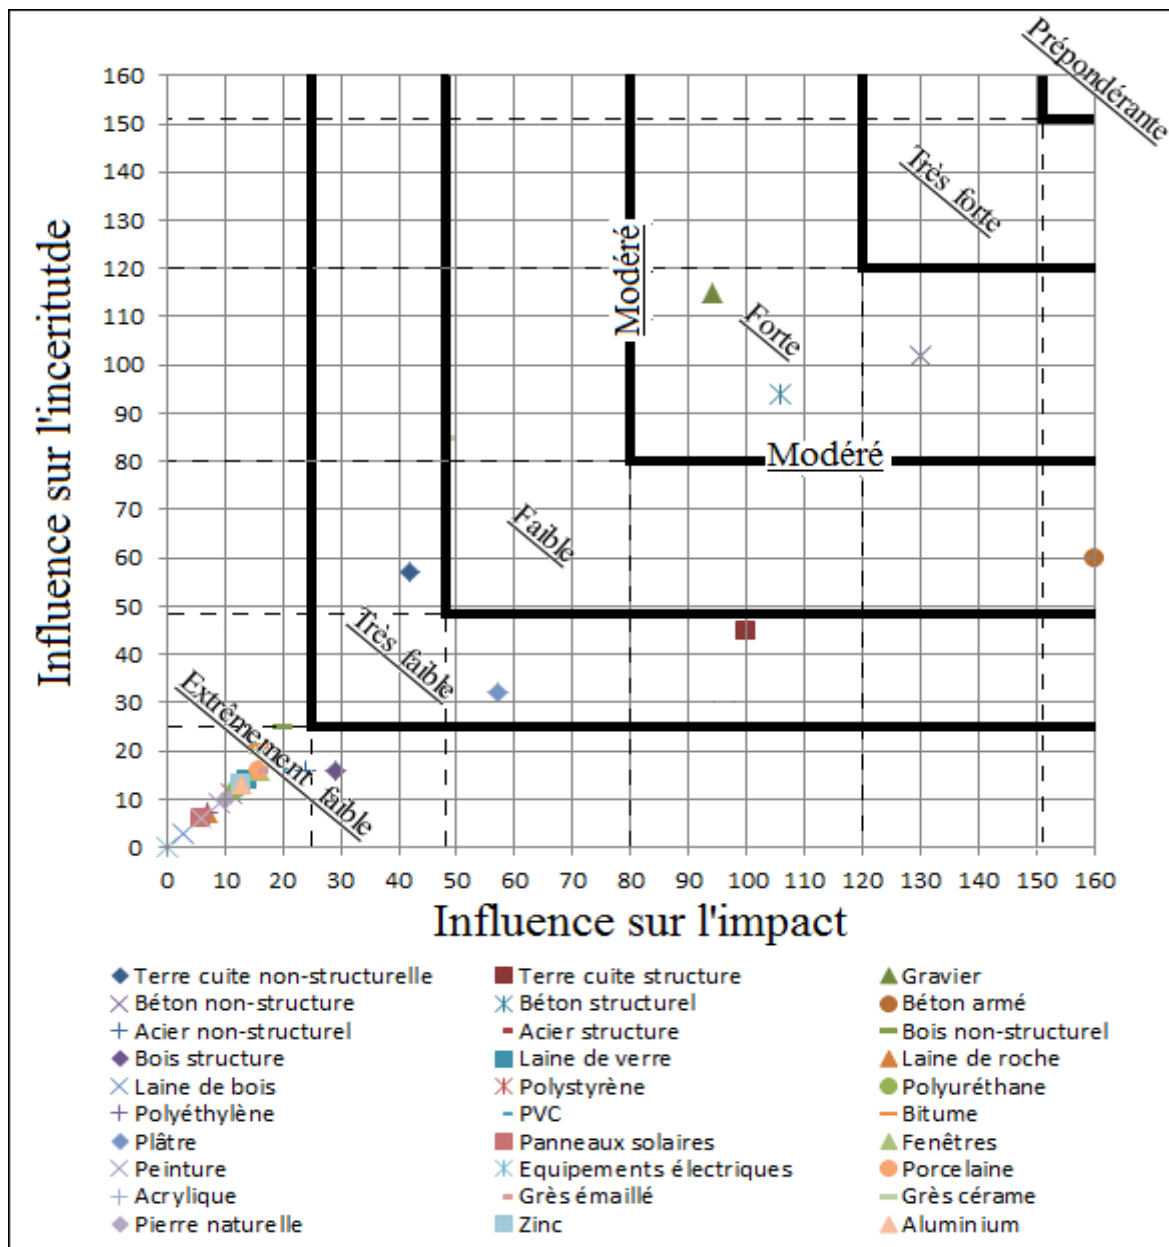 Prépondérante
160
150
140
130
120
110
100
90
80
70
60
50
40
30
20
10
0
Très forte
Modéré
Forte
Modéré
Faible
Très faible
Extrêmement faible
Influence sur l'inceritutde
0 10 20 30 40 50 60 70 80 90 100 110 120 130 140 150 160
Influence sur l'impact
Terre cuite non-structurelle Terre cuite structure Gravier
Béton non-structure Béton structurel Béton armé
Acier non-structurel Acier structure Bois non-structurel
Bois structure Laine de verre Laine de roche
Laine de bois Polystyrène Polyuréthane
Polyéthylène PVC Bitume
Plâtre Panneaux solaires Fenêtres
Peinture Equipements électriques Porcelaine
Acrylique Grès émaillé Grès cérame
Pierre naturelle Zinc Aluminium